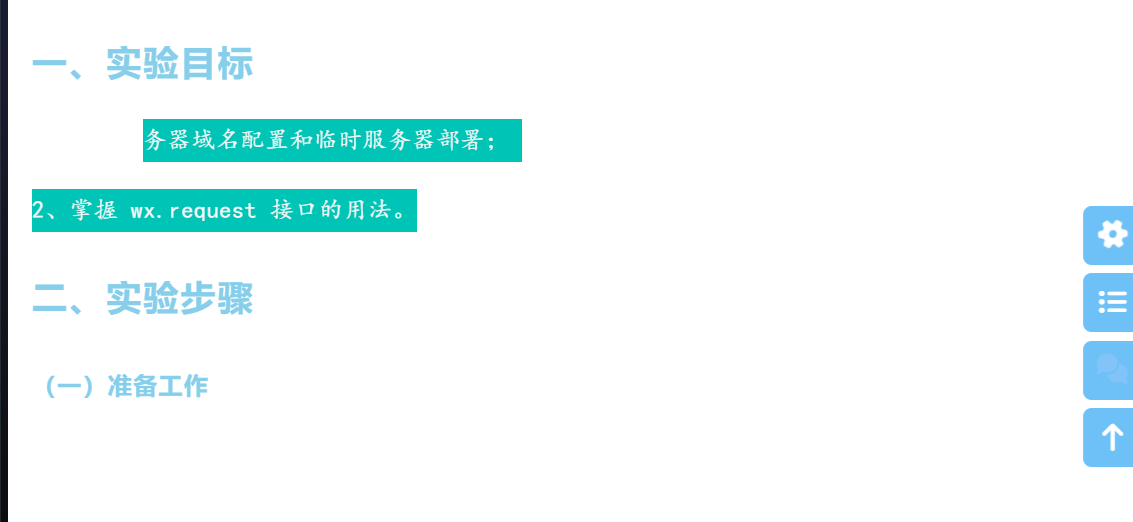 一、实验目标
务器域名配置和临时服务器部署；
2、掌握 wx.request 接口的用法。
二、实验步骤
（一）准备工作